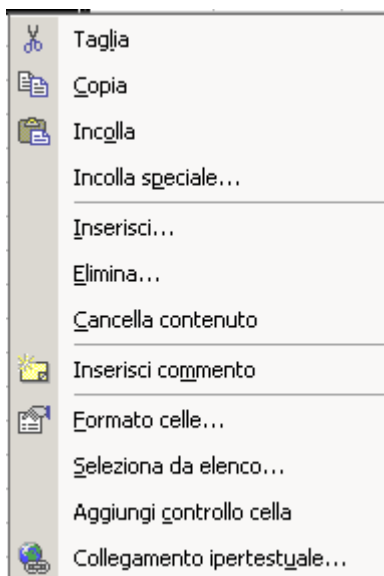 Taglia
Copia
Incolla
Incolla speciale...
Inserisci...
Elimina...
Cancella contenuto
Inserisci commento
Formato celle...
Seleziona da elenco...
Aggiungi controllo cella
Collegamento ipertestuale...